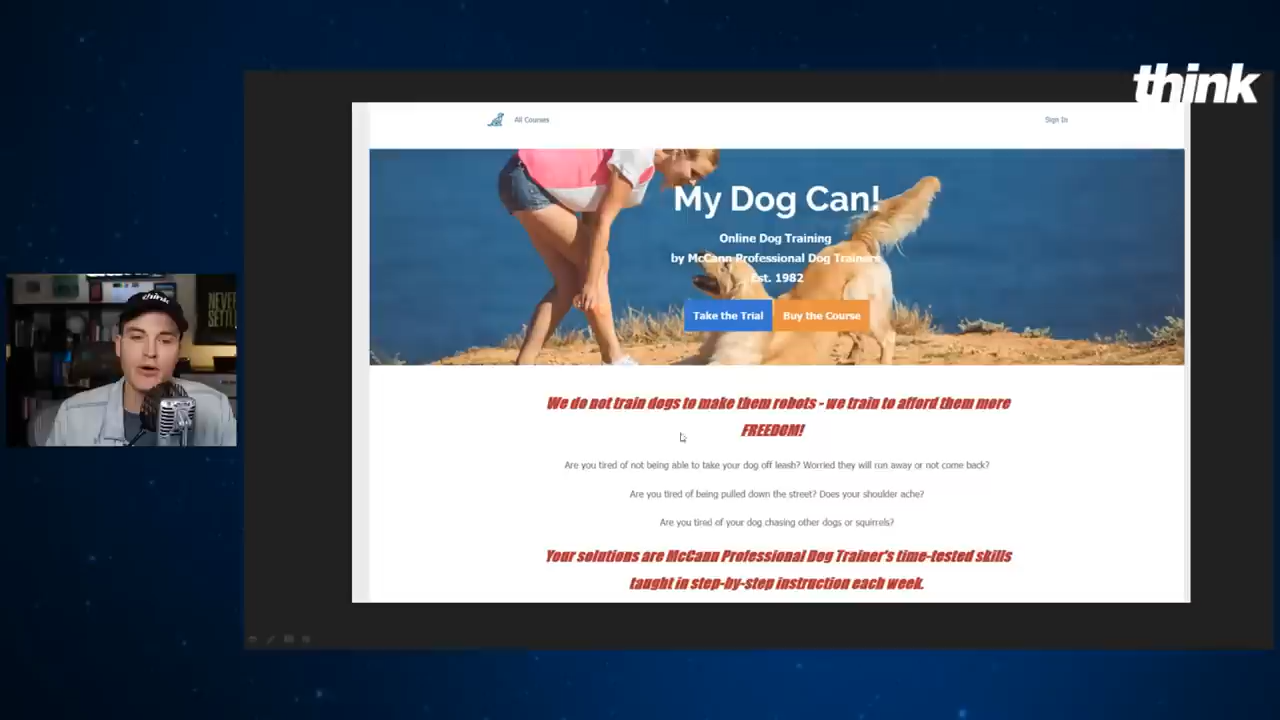 think
All Courses
Sign In
My Dog Can!
Online Dog Training
by McCann Professional Dog Trainers
Est. 1982
Take the Trial
Buy the Course
We do not train dogs to make them robots - we train to afford them more
FREEDOM!
Are you tired of not being able to take your dog off leash? Worried they will run away or not come back?
Are you tired of being pulled down the street? Does your shoulder ache?
Are you tired of your dog chasing other dogs or squirrels?
Your solutions are McCann Professional Dog Trainer's time-tested skills
taught in step-by-step instruction each week.
think
NEVER
SETTLE